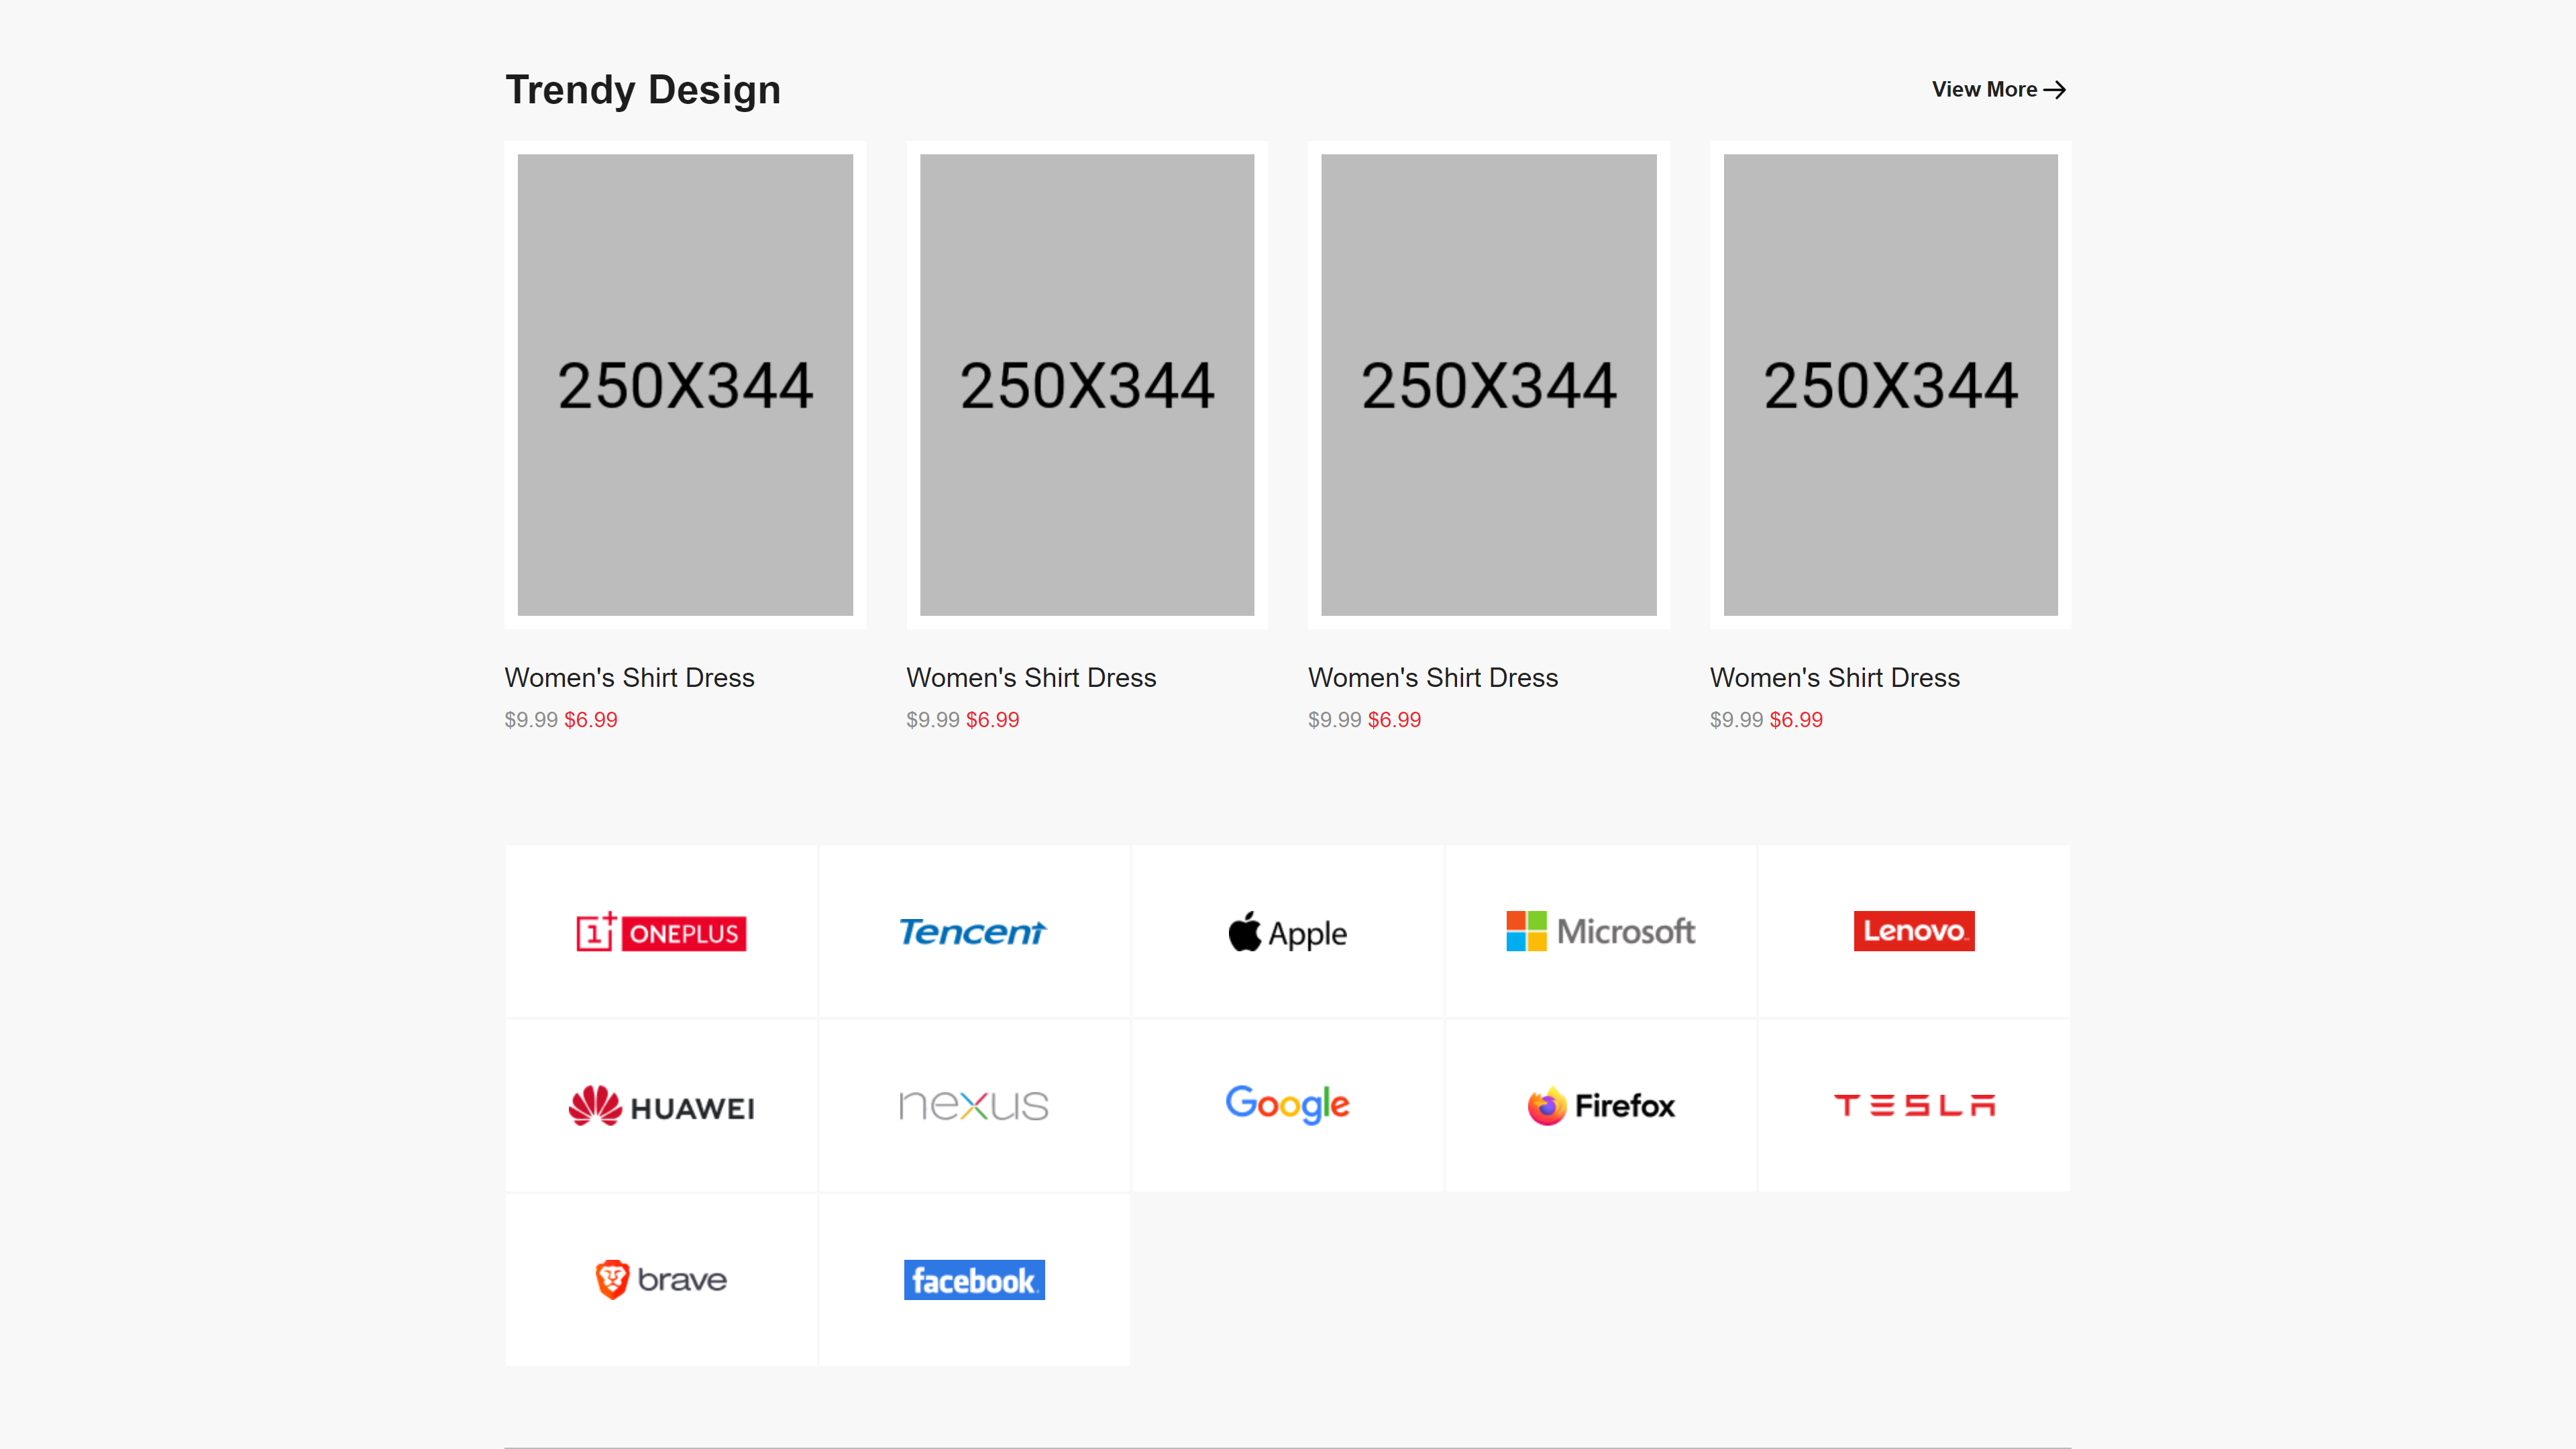 Trendy Design
View More
250X344
250X344
250X344
250X344
Women's Shirt Dress
$9.99 $6.99
Women's Shirt Dress
$9.99 $6.99
Women's Shirt Dress
$9.99 $6.99
Women's Shirt Dress
$9.99 $6.99
1+ ONEPLUS
Tencent
Apple
Microsoft
Lenovo
HUAWEI
nexus
Google
Firefox
TESLA
brave
facebook